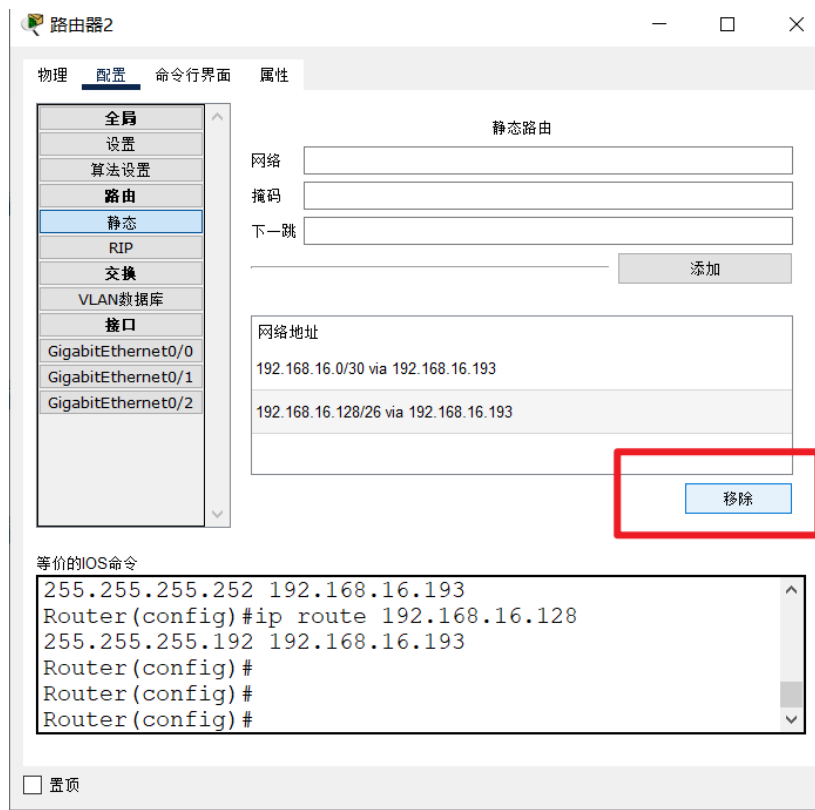 路由器2
物理 配置 命令行界面 属性
全局
设置
算法设置
路由
静态
RIP
交换
VLAN数据库
接口
GigabitEthernet0/0
GigabitEthernet0/1
GigabitEthernet0/2
静态路由
网络
掩码
下一跳
添加
网络地址
192.168.16.0/30 via 192.168.16.193
192.168.16.128/26 via 192.168.16.193
移除
等价的IOS命令
255.255.255.252 192.168.16.193
Router(config)#ip route 192.168.16.128
255.255.255.192 192.168.16.193
Router(config)#
Router(config)#
Router(config)#
置顶